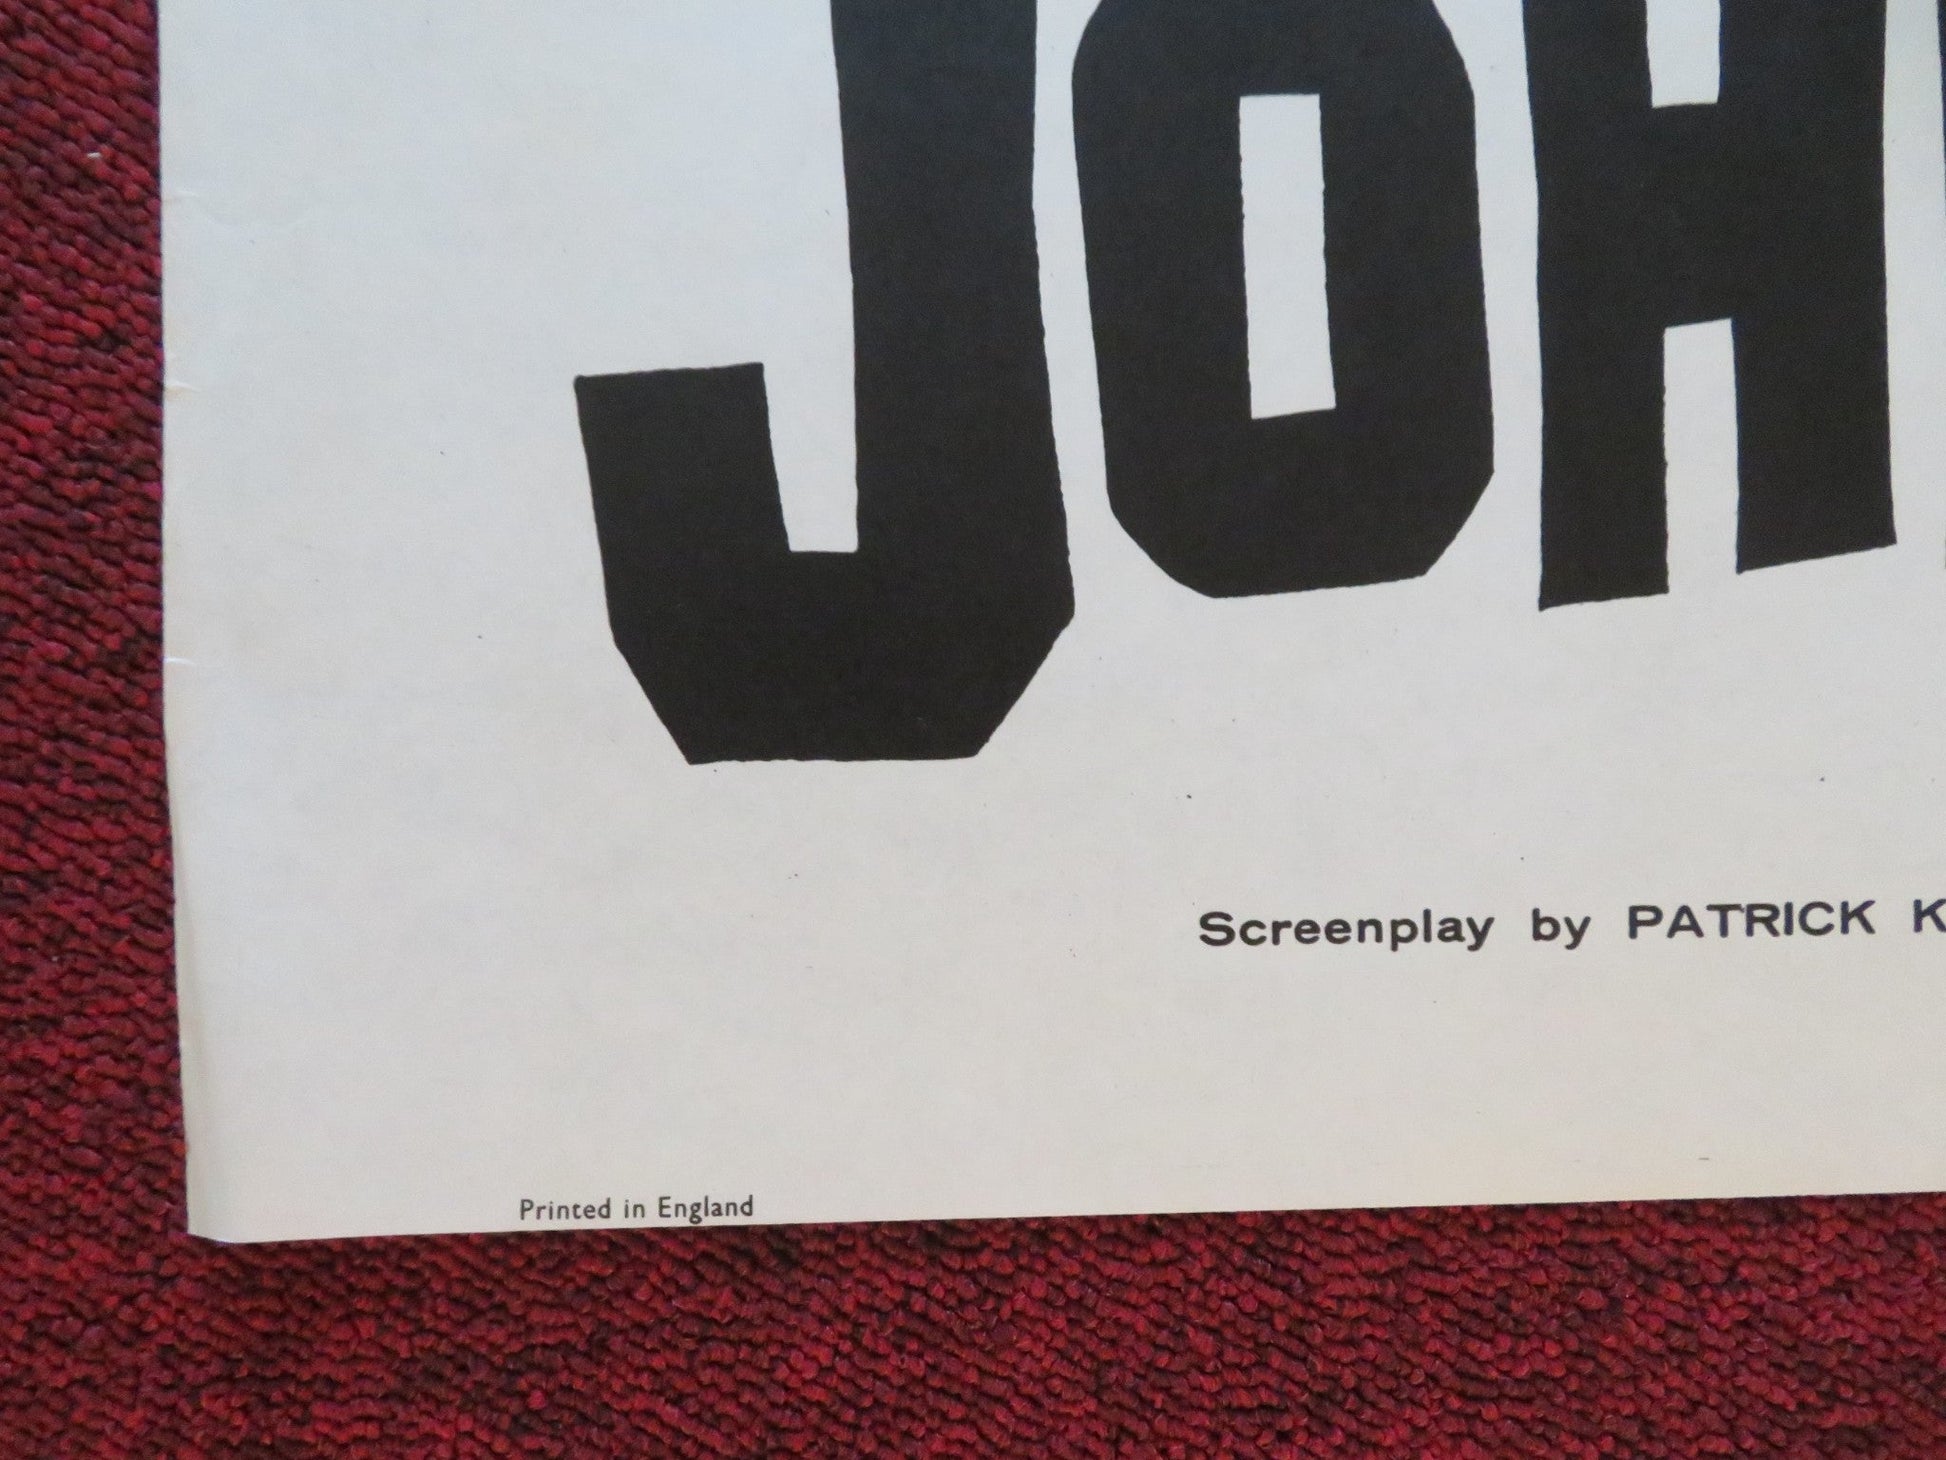 JOH
Screenplay by PATRICK K
Printed in England